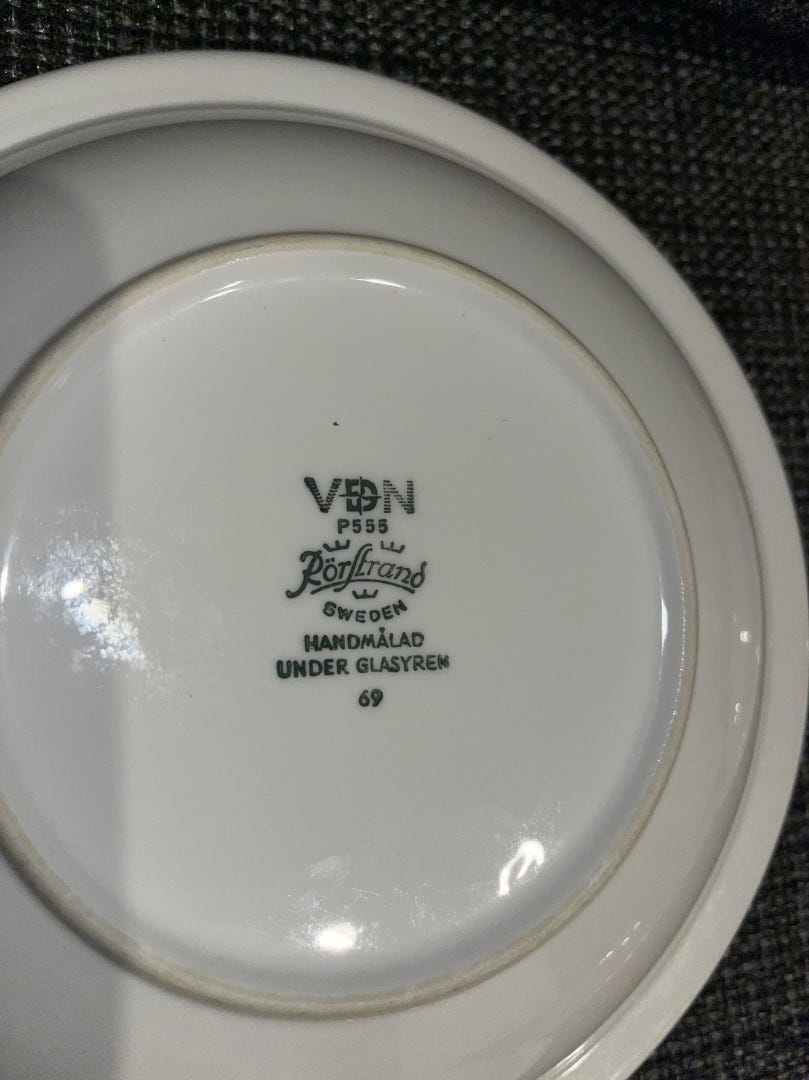 VDN
P555
Rörstrand
SWEDEN
HANDMÅLAD
UNDER GLASYREN
69